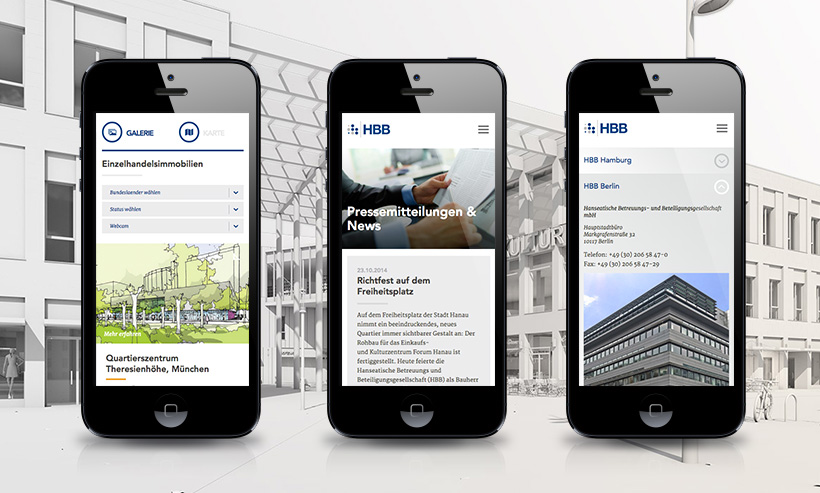 GALERIE
KARTE
Einzelhandelsimmobilien
Bundeslaender wählen
Status wählen
Webcam
Mehr erfahren
Quartierszentrum
Theresienhöhe, München
HBB
Pressemitteilungen &
News
23.10.2014
Richtfest auf dem
Freiheitsplatz
Auf dem Freiheitsplatz der Stadt Hanau
nimmt ein beeindruckendes, neues
Quartier immer sichtbarer Gestalt an: Der
Rohbau für das Einkaufs-
und Kulturzentrum Forum Hanau ist
fertiggestellt. Heute feierte die
Hanseatische Betreuungs und
Beteiligungsgesellschaft (HBB) als Bauherr
HBB
HBB Hamburg
HBB Berlin
Hanseatische Betreuungs- und Beteiligungsgesellschaft
mbH
Hauptstadtbüro
Markgrafenstraße 32
10117 Berlin
Telefon: +49 (30) 206 58 47-0
Fax: +49 (30) 206 58 47-29
KULTUR